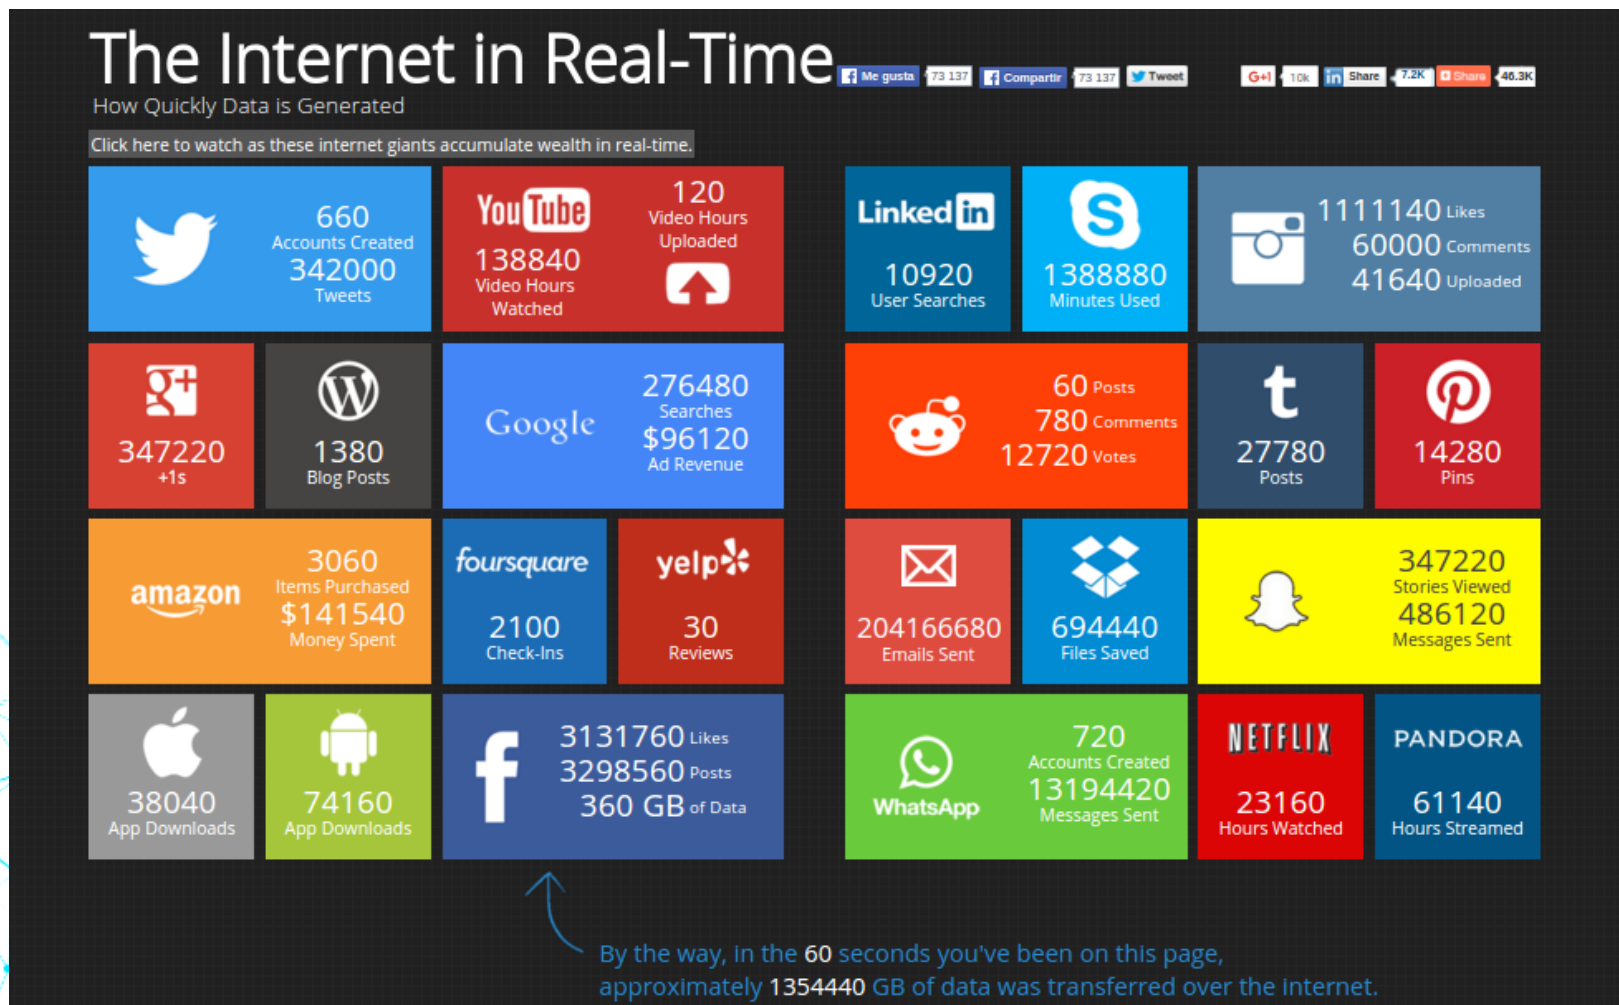 The Internet in Real-Time
Me gusta 73 137 Compartir 73 137 Tweet G+1 10k in Share 7.2K Share 46.3K
How Quickly Data is Generated
Click here to watch as these internet giants accumulate wealth in real-time.
660
Accounts Created
342000
Tweets
YouTube
138840
Video Hours
Watched
120
Video Hours
Uploaded
Linked in
10920
User Searches
1388880
Minutes Used
1111140 Likes
60000 Comments
41640 Uploaded
g+
347220
+1s
1380
Blog Posts
Google
276480
Searches
$96120
Ad Revenue
60 Posts
780 Comments
12720 Votes
27780
Posts
14280
Pins
amazon
3060
Items Purchased
$141540
Money Spent
foursquare
2100
Check-Ins
yelp
30
Reviews
204166680
Emails Sent
694440
Files Saved
347220
Stories Viewed
486120
Messages Sent
38040
App Downloads
74160
App Downloads
3131760 Likes
3298560 Posts
360 GB of Data
WhatsApp
720
Accounts Created
13194420
Messages Sent
NETFLIX
23160
Hours Watched
PANDORA
61140
Hours Streamed
By the way, in the 60 seconds you've been on this page,
approximately 1354440 GB of data was transferred over the internet.